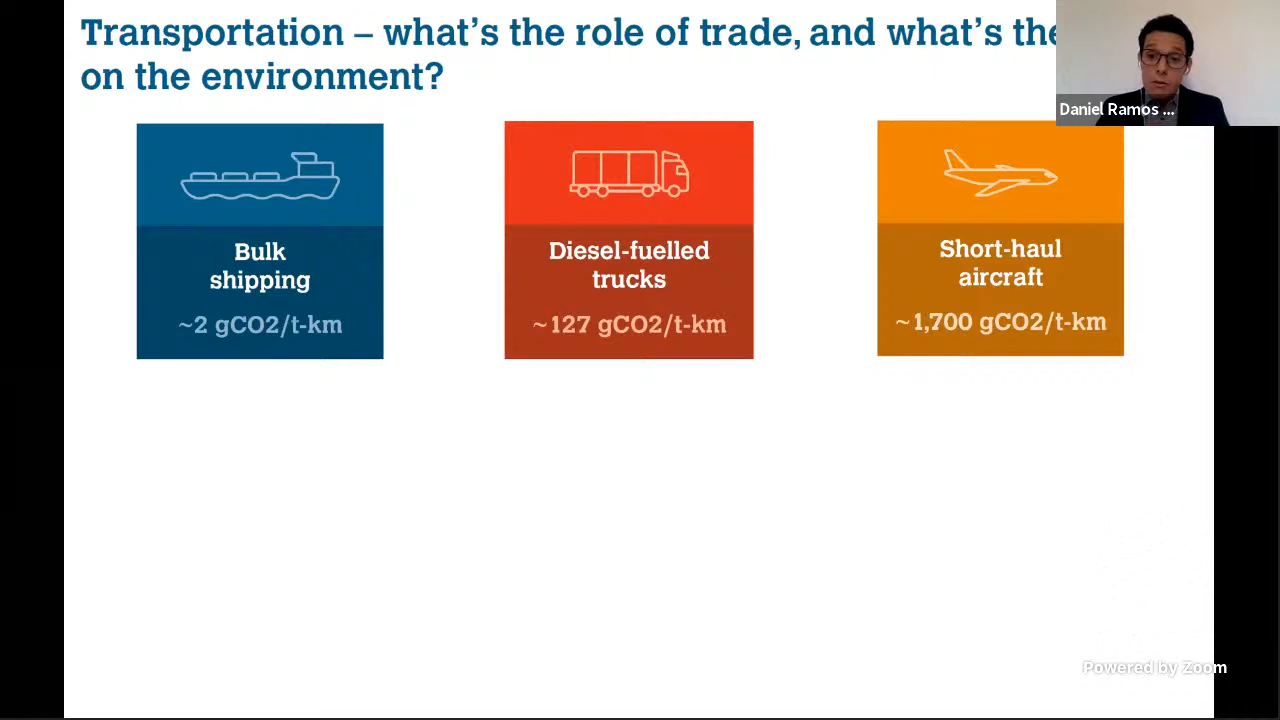 Transportation – what's the role of trade, and what's the
on the environment?
Daniel Ramos ...
Bulk
shipping
~2 gCO2/t-km
Diesel-fuelled
trucks
~127 gCO2/t-km
Short-haul
aircraft
~1,700 gCO2/t-km
Powered by Zoom